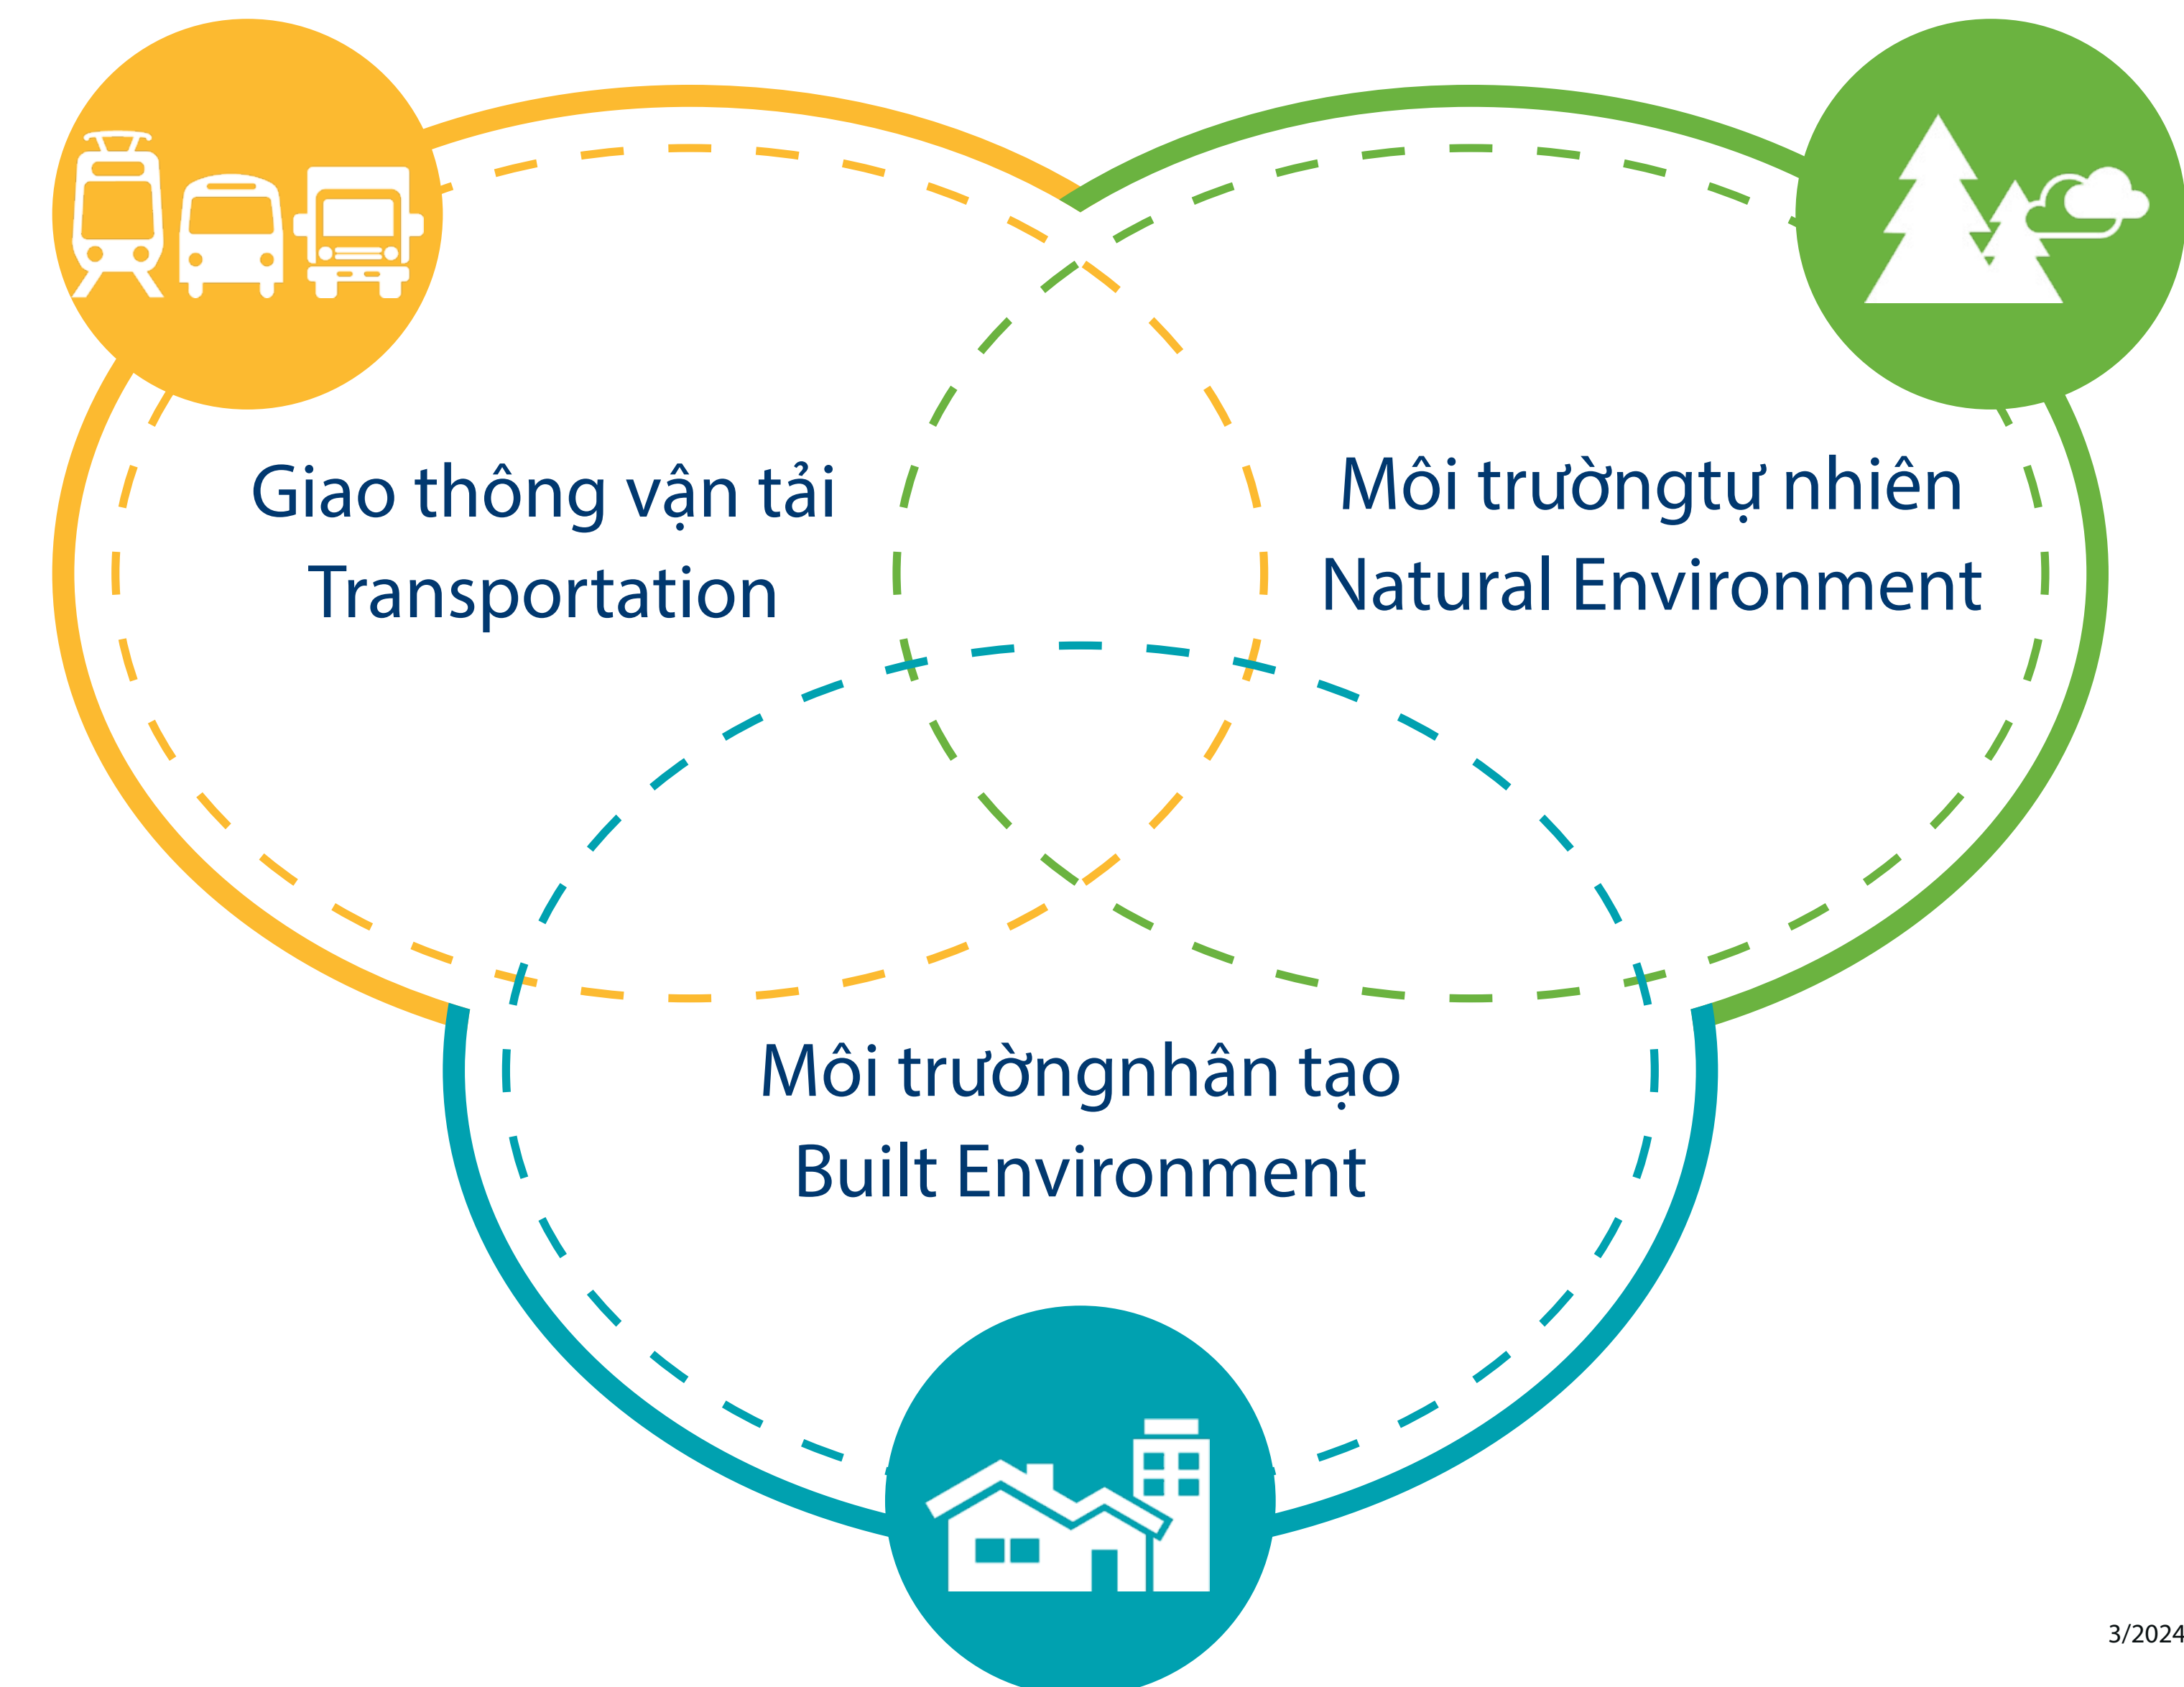 Giao thông vận tải
Transportation
Môi trườngtự nhiên
Natural Environment
Môi trườngnhân tạo
Built Environment
3/2024